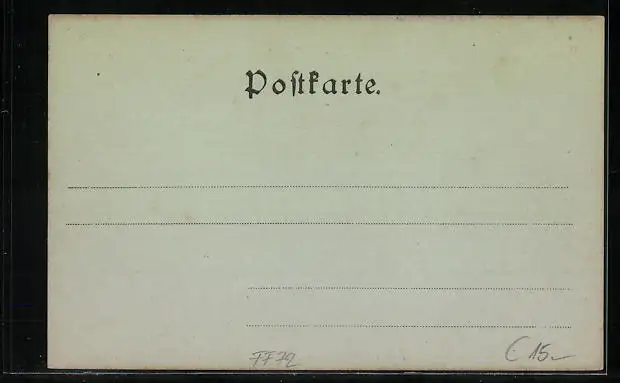 Poſtkarte.
FF72 € 15.-